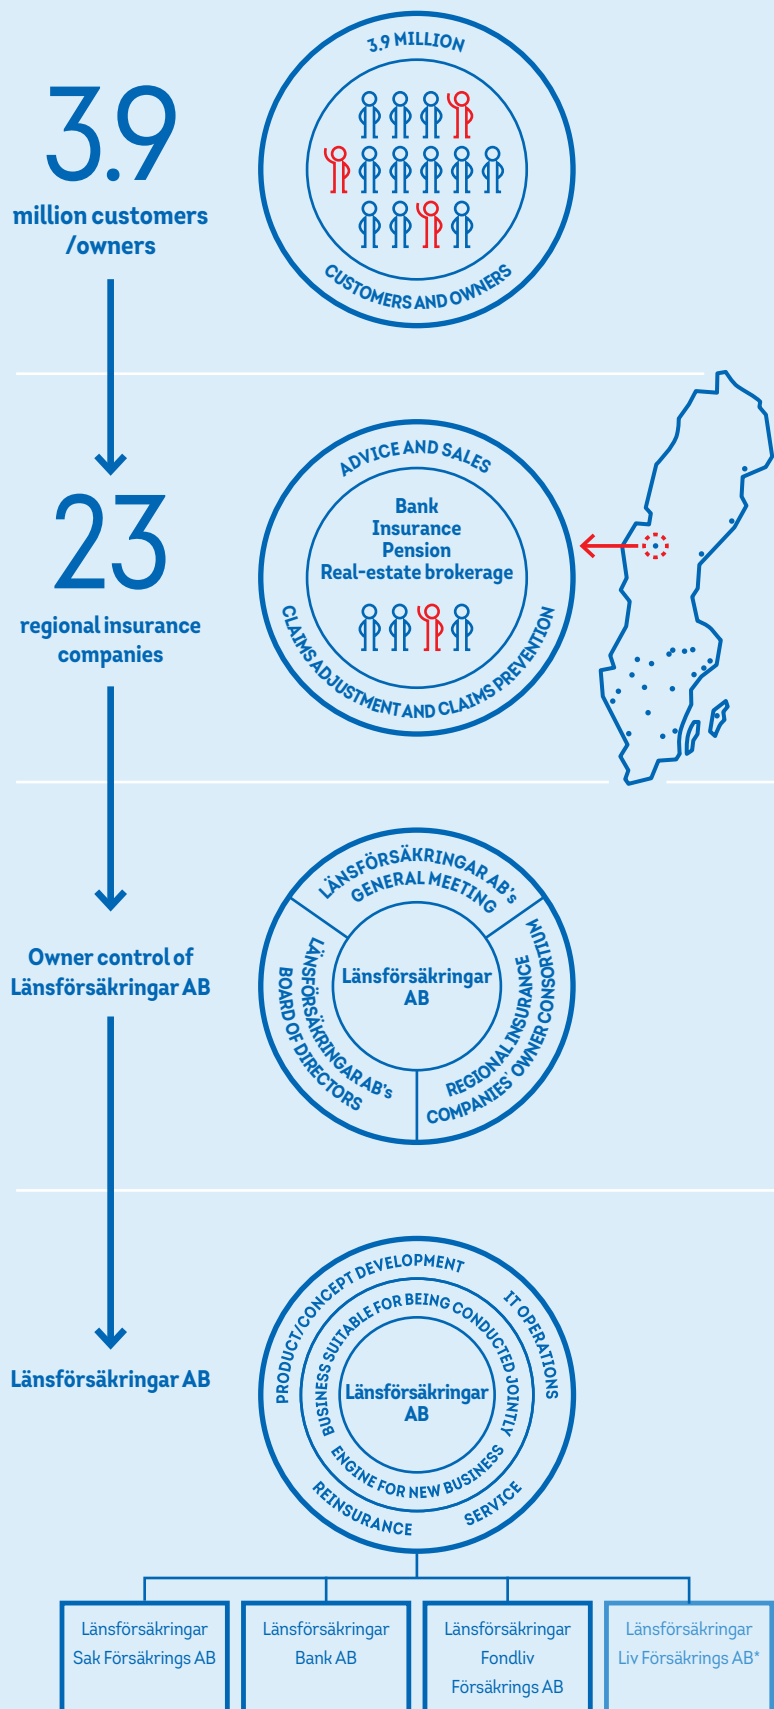 3.9
million customers
/owners
3.9 MILLION
CUSTOMERS AND OWNERS
23
regional insurance
companies
ADVICE AND SALES
Bank
Insurance
Pension
Real-estate brokerage
CLAIMS ADJUSTMENT AND CLAIMS PREVENTION
Owner control of
Länsförsäkringar AB
LÄNSFÖRSÄKRINGAR AB's
GENERAL MEETING
LÄNSFÖRSÄKRINGAR AB's
BOARD OF DIRECTORS
Länsförsäkringar
AB
REGIONAL INSURANCE
COMPANIES' OWNER CONSORTIUM
Länsförsäkringar AB
PRODUCT/CONCEPT DEVELOPMENT
IT OPERATIONS
BUSINESS SUITABLE FOR BEING CONDUCTED JOINTLY
Länsförsäkringar
AB
ENGINE FOR NEW BUSINESS
REINSURANCE
SERVICE
Länsförsäkringar
Sak Försäkrings AB
Länsförsäkringar
Bank AB
Länsförsäkringar
Fondliv
Försäkrings AB
Länsförsäkringar
Liv Försäkrings AB*